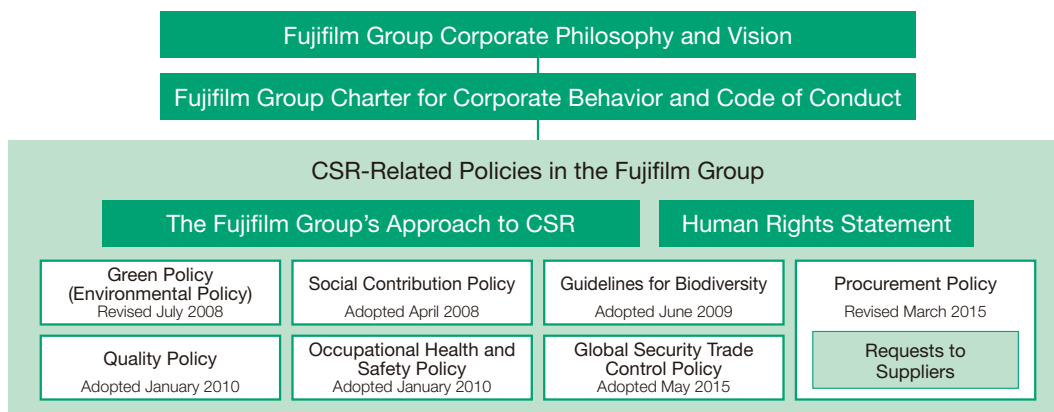 Fujifilm Group Corporate Philosophy and Vision
Fujifilm Group Charter for Corporate Behavior and Code of Conduct
CSR-Related Policies in the Fujifilm Group
The Fujifilm Group's Approach to CSR
Human Rights Statement
Green Policy
(Environmental Policy)
Revised July 2008
Social Contribution Policy
Adopted April 2008
Guidelines for Biodiversity
Adopted June 2009
Procurement Policy
Revised March 2015
Requests to
Suppliers
Quality Policy
Adopted January 2010
Occupational Health and
Safety Policy
Adopted January 2010
Global Security Trade
Control Policy
Adopted May 2015